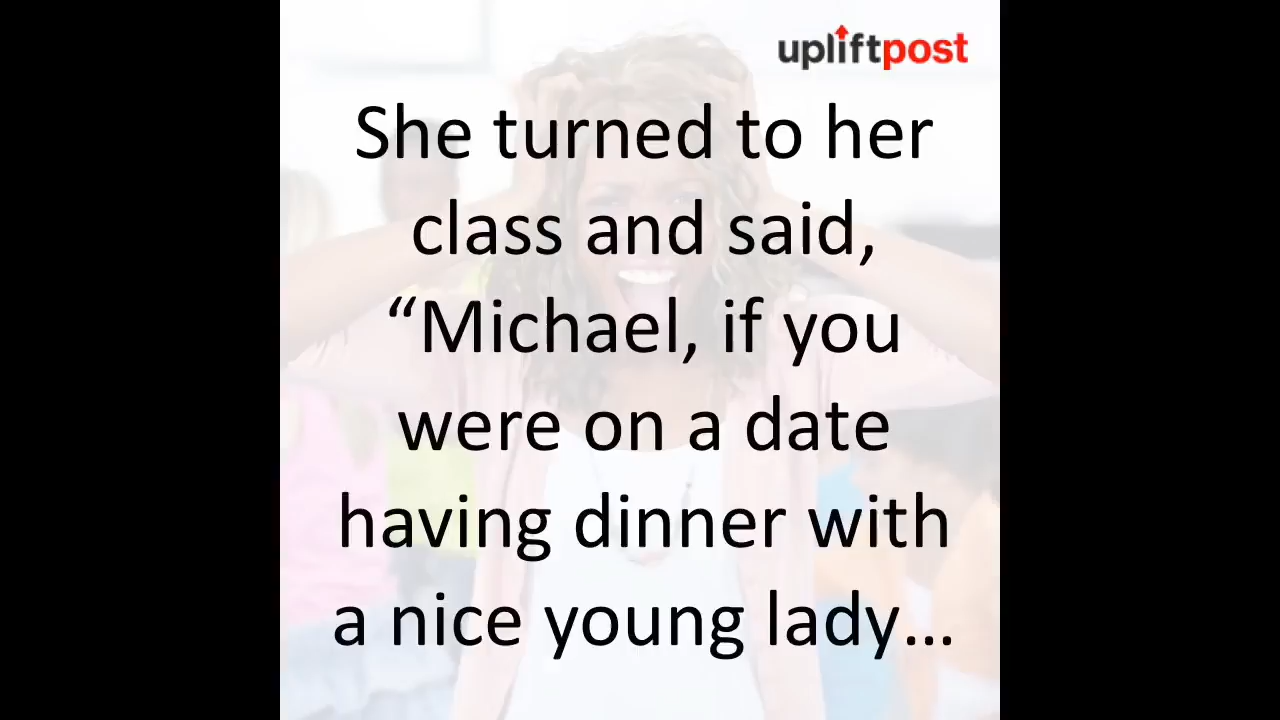 upliftpost
She turned to her
class and said,
“Michael, if you
were on a date
having dinner with
a nice young lady...